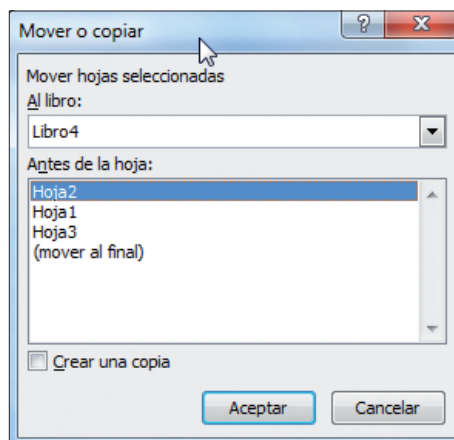 Mover o copiar
Mover hojas seleccionadas
Al libro:
Libro4
Antes de la hoja:
Hoja2
Hoja1
Hoja3
(mover al final)
Crear una copia
Aceptar Cancelar